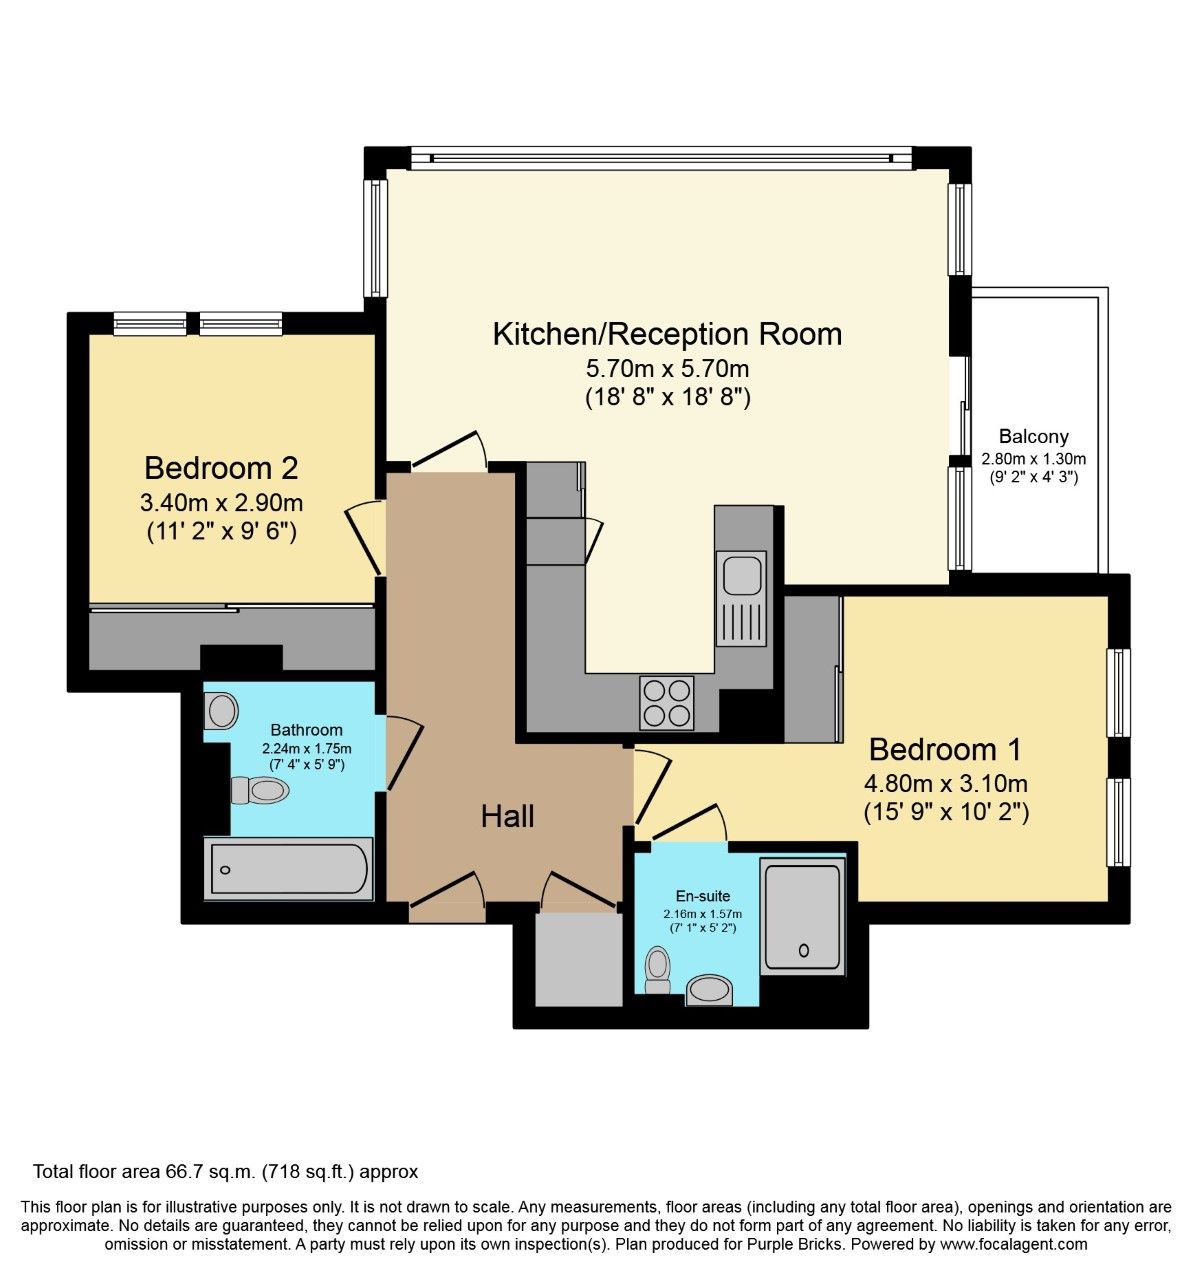 Kitchen/Reception Room
5.70m x 5.70m
(18' 8" x 18' 8")
Balcony
2.80m x 1.30m
(9' 2" x 4' 3")
Bedroom 2
3.40m x 2.90m
(11' 2" x 9' 6")
Bathroom
2.24m x 1.75m
(7' 4" x 5' 9")
Hall
Bedroom 1
4.80m x 3.10m
(15' 9" x 10' 2")
En-suite
2.16m x 1.57m
(7' 1" x 5' 2")
Total floor area 66.7 sq.m. (718 sq.ft.) approx
This floor plan is for illustrative purposes only. It is not drawn to scale. Any measurements, floor areas (including any total floor area), openings and orientation are
approximate. No details are guaranteed, they cannot be relied upon for any purpose and they do not form part of any agreement. No liability is taken for any error,
omission or misstatement. A party must rely upon its own inspection(s). Plan produced for Purple Bricks. Powered by www.focalagent.com